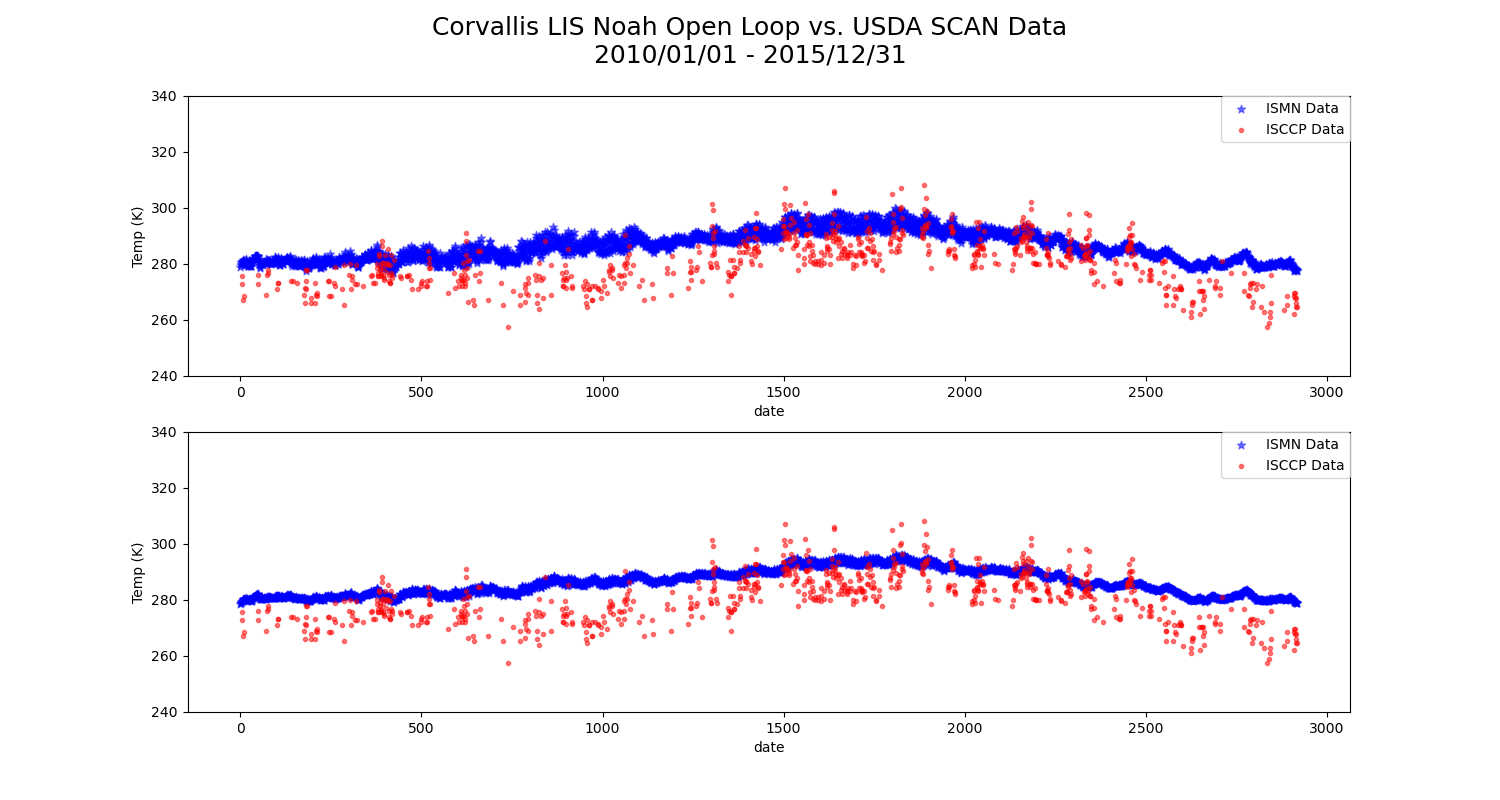 Corvallis LIS Noah Open Loop vs. USDA SCAN Data
2010/01/01 - 2015/12/31
340
320
300
280
260
240
Temp (K)
ISMN Data
ISCCP Data
0 500 1000 1500 2000 2500 3000
date
340
320
300
280
260
240
Temp (K)
ISMN Data
ISCCP Data
0 500 1000 1500 2000 2500 3000
date